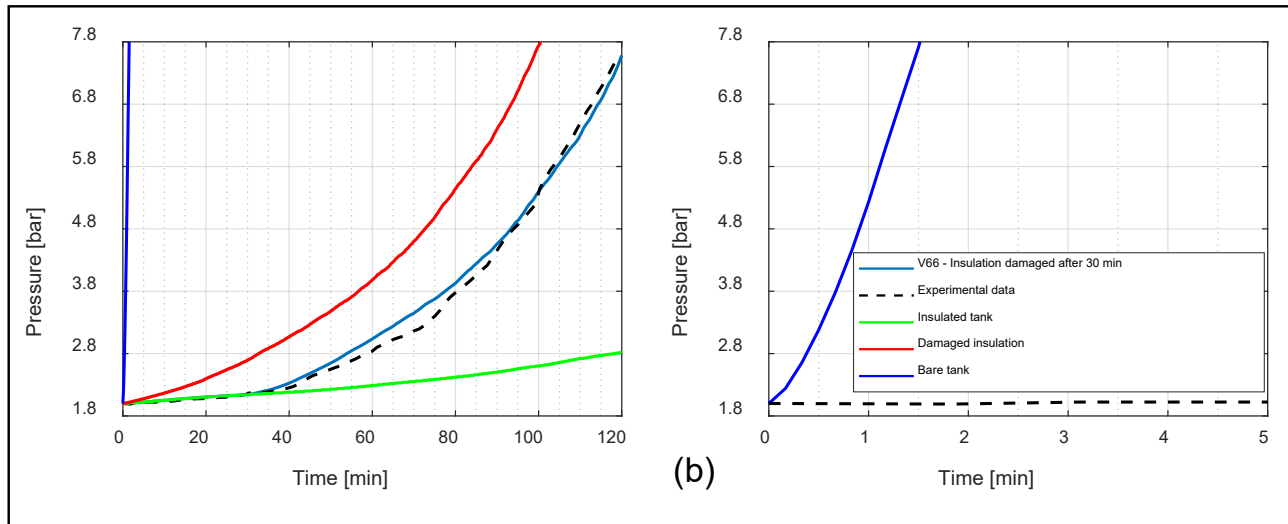 7.8
6.8
5.8
4.8
3.8
2.8
1.8
Pressure [bar]
0 20 40 60 80 100 120
Time [min]
(b)
7.8
6.8
5.8
4.8
3.8
2.8
1.8
Pressure [bar]
V66 - Insulation damaged after 30 min
Experimental data
Insulated tank
Damaged insulation
Bare tank
0 1 2 3 4 5
Time [min]